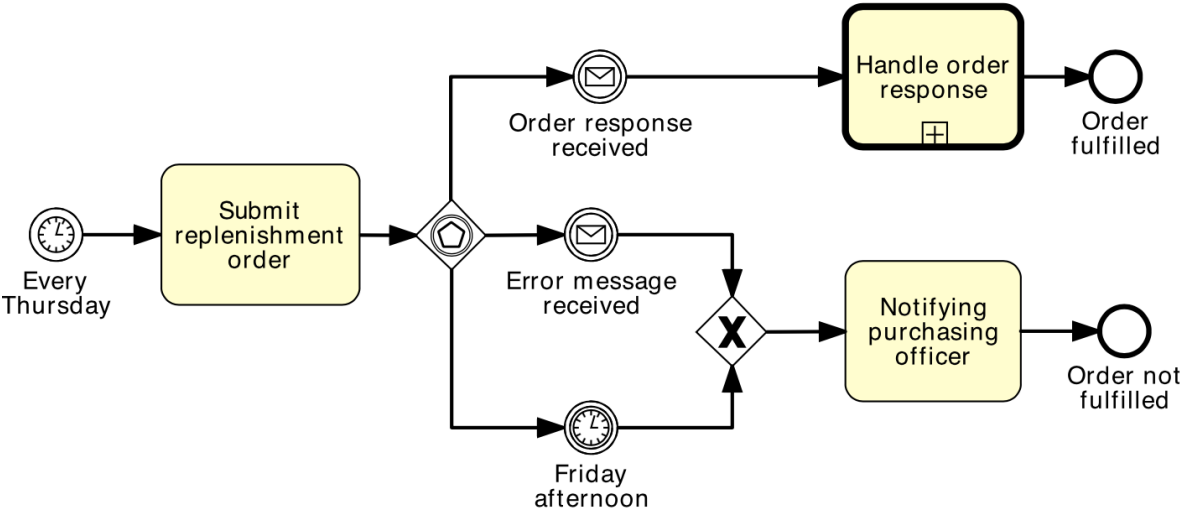 Every
Thursday
Submit
replenishment
order
Order response
received
Error message
received
Friday
afternoon
Handle order
response
Order
fulfilled
Notifying
purchasing
officer
Order not
fulfilled